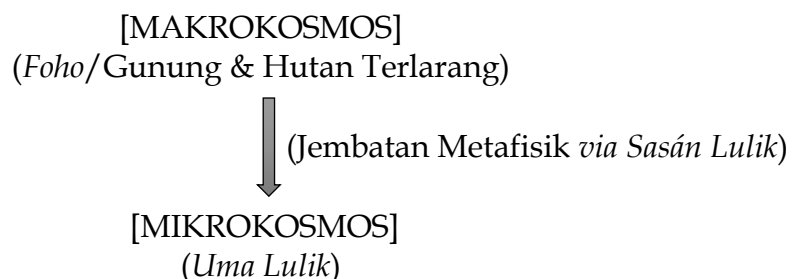 [MAKROKOSMOS]
(Foho/Gunung & Hutan Terlarang)
(Jembatan Metafisik via Sasán Lulik)
[MIKROKOSMOS]
(Uma Lulik)